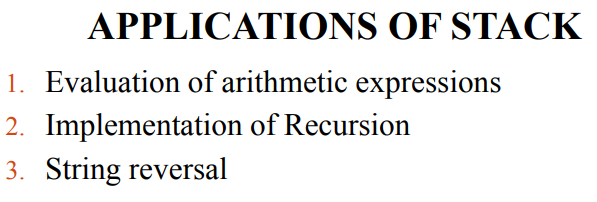 APPLICATIONS OF STACK
1. Evaluation of arithmetic expressions
2. Implementation of Recursion
3. String reversal